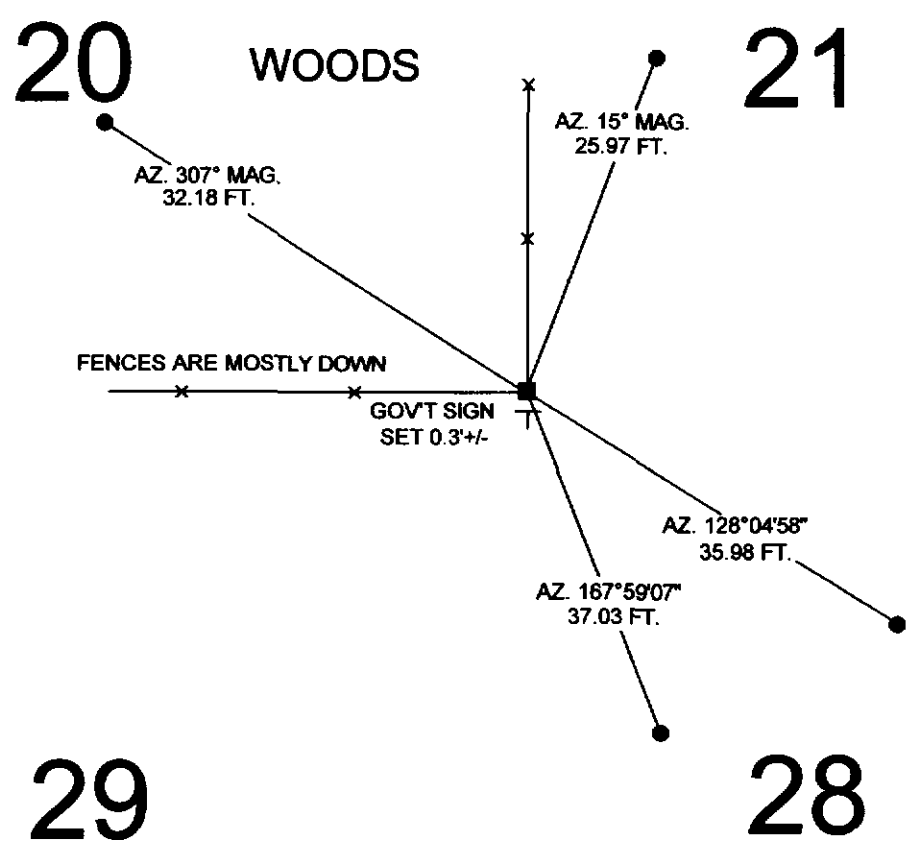 20
WOODS
21
AZ. 15° MAG.
25.97 FT.
AZ. 307° MAG.
32.18 FT.
FENCES ARE MOSTLY DOWN
GOV'T SIGN
SET 0.3'+/-
AZ. 128°04'58"
35.98 FT.
AZ. 167°59'07"
37.03 FT.
29
28